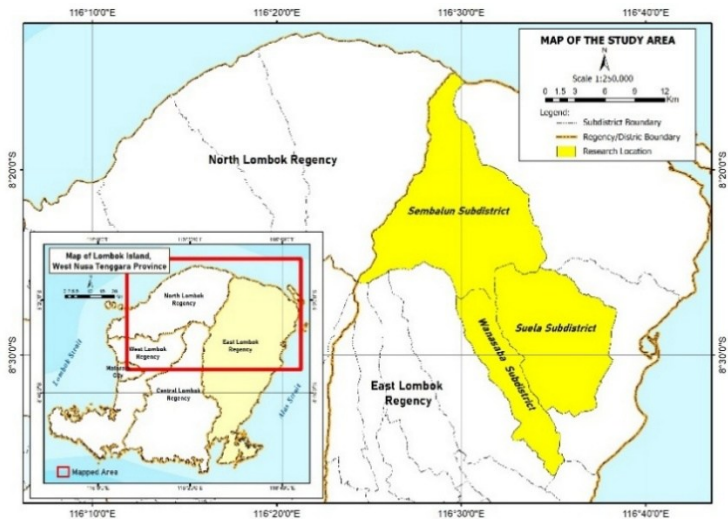 116°10'0"E 116°20'0"E 116°30'0"E 116°40'0"E
MAP OF THE STUDY AREA
N
Scale 1:250,000
0 1.5 3 6 9 12
Km
Legend:
Subdistrict Boundary
Regency/Distric Boundary
Research Location
8°20'0"S
8°20'0"S
North Lombok Regency
Sembalun Subdistrict
Suela Subdistrict
Wanasaba Subdistrict
8°30'0"S
8°30'0"S
East Lombok
Regency
Map of Lombok Island,
West Nusa Tenggara Province
North Lombok
Regency
West Lombok
Regency
East Lombok
Regency
City
Central Lombok
Regency
Lombok Strait
Alas Strait
Mapped Area
116°10'0"E 116°20'0"E 116°30'0"E 116°40'0"E